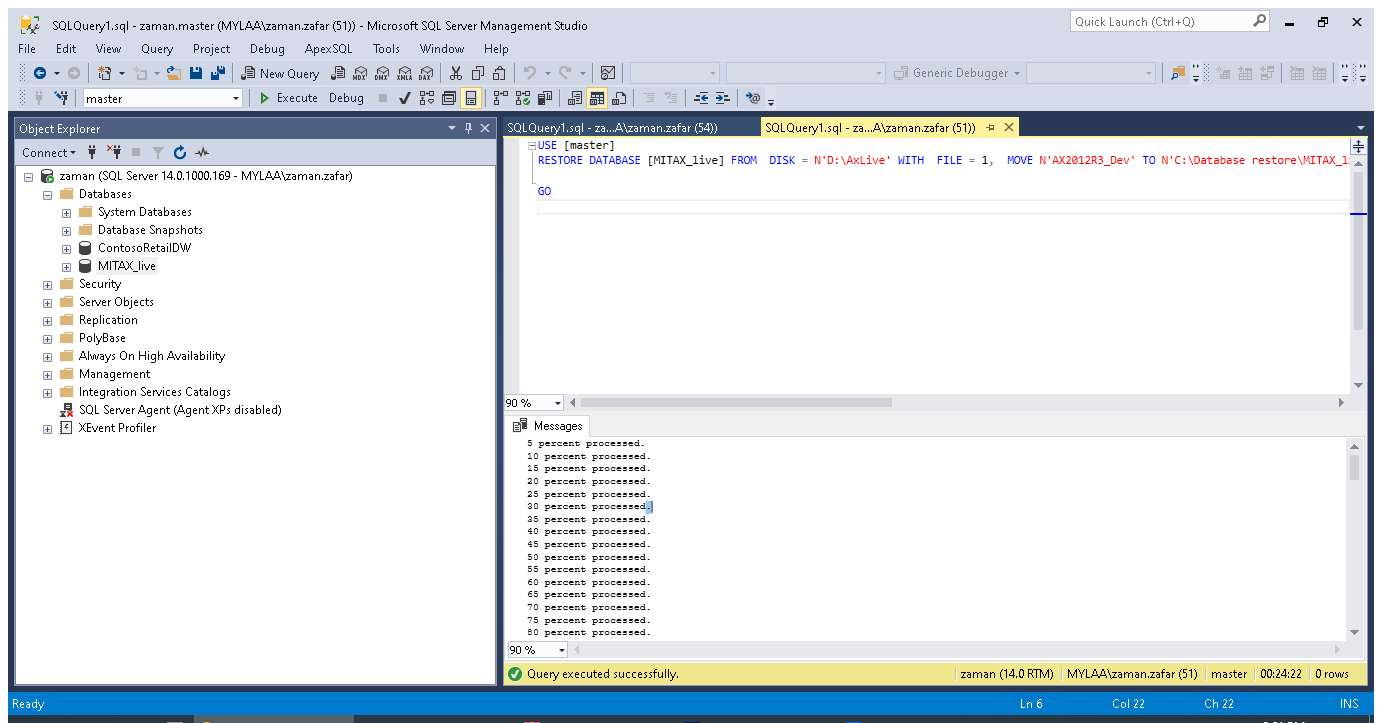 SQLQuery1.sql - zaman.master (MYLAA\zaman.zafar (51)) - Microsoft SQL Server Management Studio
Quick Launch (Ctrl+Q)
File Edit View Query Project Debug ApexSQL Tools Window Help
New Query MDX DMX XMLA DAX Generic Debugger
master Execute Debug
Object Explorer
Connect
zaman (SQL Server 14.0.1000.169 - MYLAA\zaman.zafar)
Databases
System Databases
Database Snapshots
ContosoRetailDW
MITAX_live
Security
Server Objects
Replication
PolyBase
Always On High Availability
Management
Integration Services Catalogs
SQL Server Agent (Agent XPs disabled)
XEvent Profiler
SQLQuery1.sql - za...A\zaman.zafar (54)) SQLQuery1.sql - za...A\zaman.zafar (51))
USE [master]
RESTORE DATABASE [MITAX_live] FROM DISK = N'D:\AxLive' WITH FILE = 1, MOVE N'AX2012R3_Dev' TO N'C:\Database restore\MITAX_l
GO
90 %
Messages
5 percent processed.
10 percent processed.
15 percent processed.
20 percent processed.
25 percent processed.
30 percent processed.
35 percent processed.
40 percent processed.
45 percent processed.
50 percent processed.
55 percent processed.
60 percent processed.
65 percent processed.
70 percent processed.
75 percent processed.
80 percent processed.
90 %
Query executed successfully. zaman (14.0 RTM) MYLAA\zaman.zafar (51) master 00:24:22 0 rows
Ready Ln 6 Col 22 Ch 22 INS